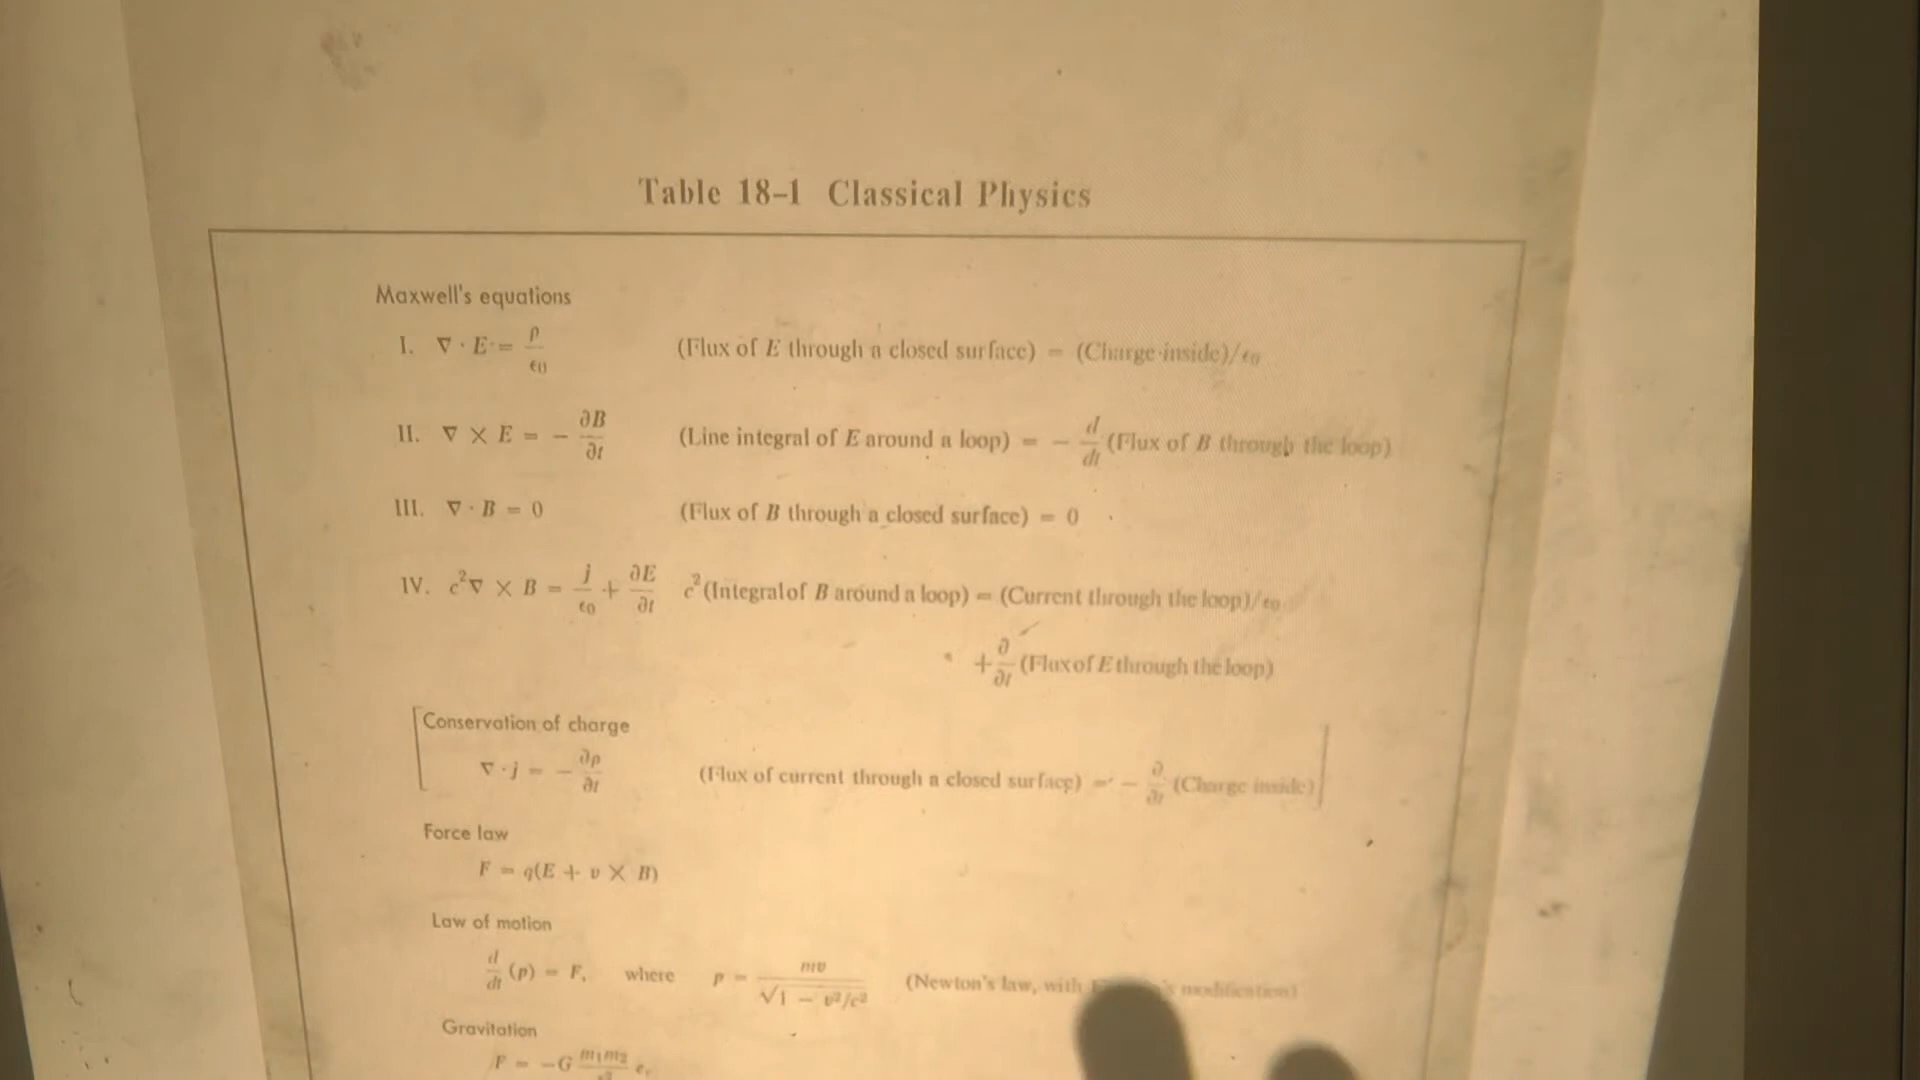 Table 18-1 Classical Physics
Maxwell's equations
I. ∇ · E = ρ/ϵ0 (Flux of E through a closed surface) = (Charge inside)/ϵ0
II. ∇ × E = − ∂B/∂t (Line integral of E around a loop) = − d/dt (Flux of B through the loop)
III. ∇ · B = 0 (Flux of B through a closed surface) = 0
IV. c²∇ × B = j/ϵ0 + ∂E/∂t c²(Integral of B around a loop) = (Current through the loop)/ϵ0
+ ∂/∂t (Flux of E through the loop)
Conservation of charge
∇ · j = − ∂ρ/∂t (Flux of current through a closed surface) = − ∂/∂t (Charge inside)
Force law
F = q(E + v × B)
Law of motion
d/dt (p) = F, where p = mv/√1 − v²/c² (Newton's law, with modification)
Gravitation
F = −G m1m2/r² er